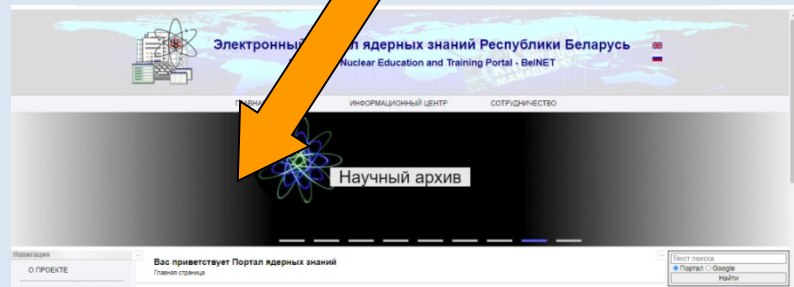 Электронный ядерных знаний Республики Беларусь
Nuclear Education and Training Portal - BelNET
ИНФОРМАЦИОННЫЙ ЦЕНТР СОТРУДНИЧЕСТВО
Научный архив
Навигация
О ПРОЕКТЕ
Вас приветствует Портал ядерных знаний
Главная страница
Текст поиска
Портал Google
Найти